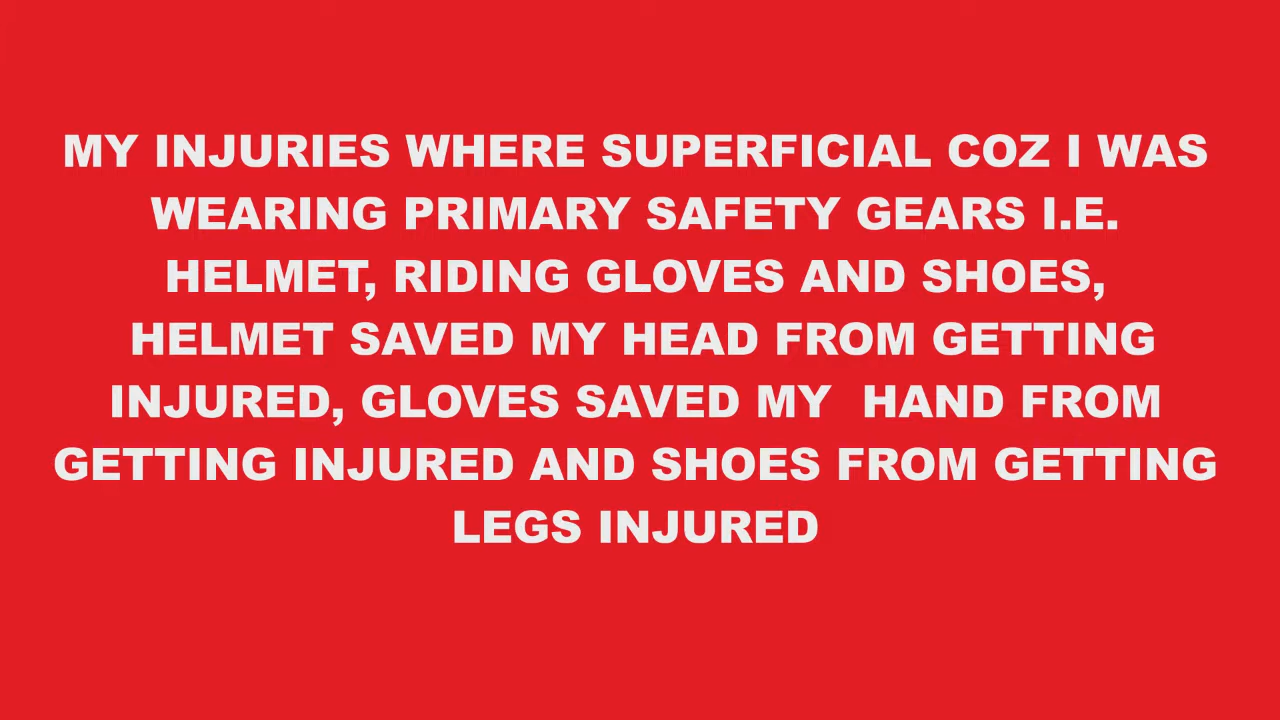 MY INJURIES WHERE SUPERFICIAL COZ I WAS
WEARING PRIMARY SAFETY GEARS I.E.
HELMET, RIDING GLOVES AND SHOES,
HELMET SAVED MY HEAD FROM GETTING
INJURED, GLOVES SAVED MY  HAND FROM
GETTING INJURED AND SHOES FROM GETTING
LEGS INJURED